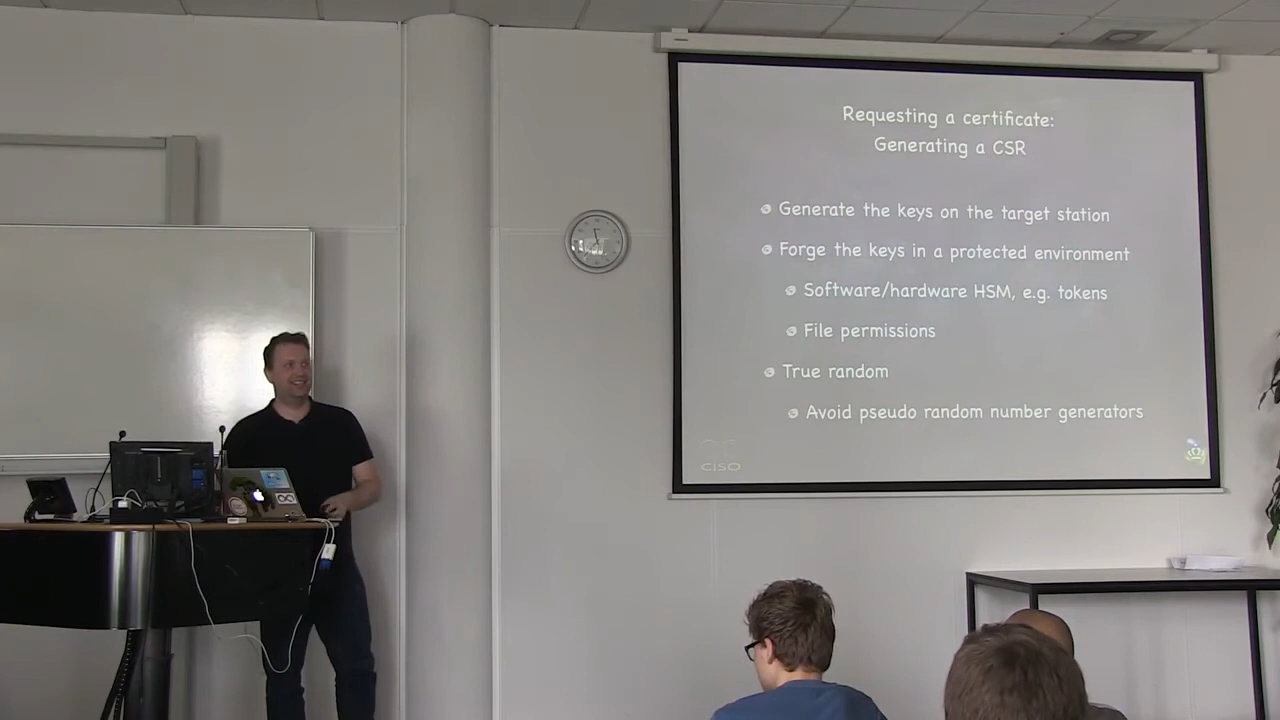 Requesting a certificate:
Generating a CSR
Generate the keys on the target station
Forge the keys in a protected environment
Software/hardware HSM, e.g. tokens
File permissions
True random
Avoid pseudo random number generators
CISO